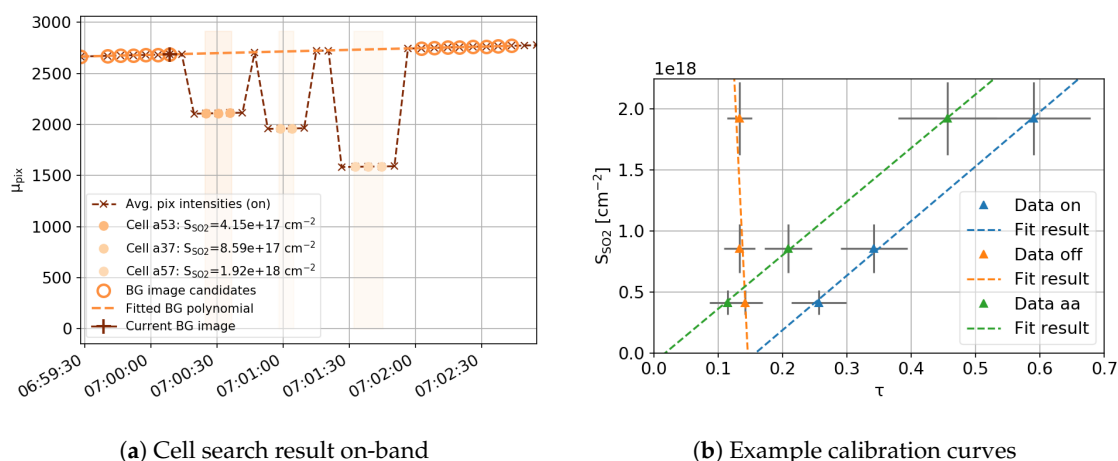 3000
2500
2000
1500
1000
500
0
μpix
Avg. pix intensities (on)
Cell a53: SSO2=4.15e+17 cm−2
Cell a37: SSO2=8.59e+17 cm−2
Cell a57: SSO2=1.92e+18 cm−2
BG image candidates
Fitted BG polynomial
Current BG image
06:59:30
07:00:00
07:00:30
07:01:00
07:01:30
07:02:00
07:02:30
(a) Cell search result on-band
1e18
2.0
1.5
1.0
0.5
0.0
SSO2 [cm−2]
Data on
Fit result
Data off
Fit result
Data aa
Fit result
0.0 0.1 0.2 0.3 0.4 0.5 0.6 0.7
τ
(b) Example calibration curves